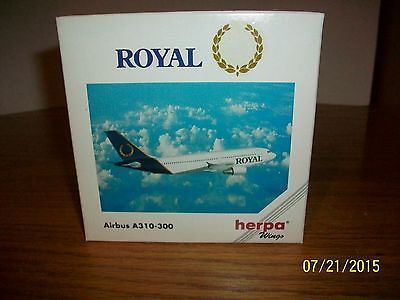 ROYAL
ROYAL
Airbus A310-300
herpa®
Wings
07/21/2015